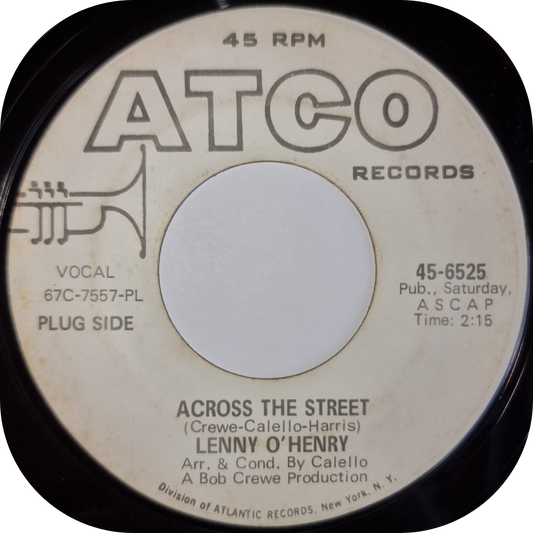 45 RPM
ATCO
RECORDS
VOCAL
67C-7557-PL
PLUG SIDE
45-6525
Pub., Saturday,
ASCAP
Time: 2:15
ACROSS THE STREET
(Crewe-Calello-Harris)
LENNY O'HENRY
Arr. & Cond. By Calello
A Bob Crewe Production
Division of ATLANTIC RECORDS, New York, N. Y.